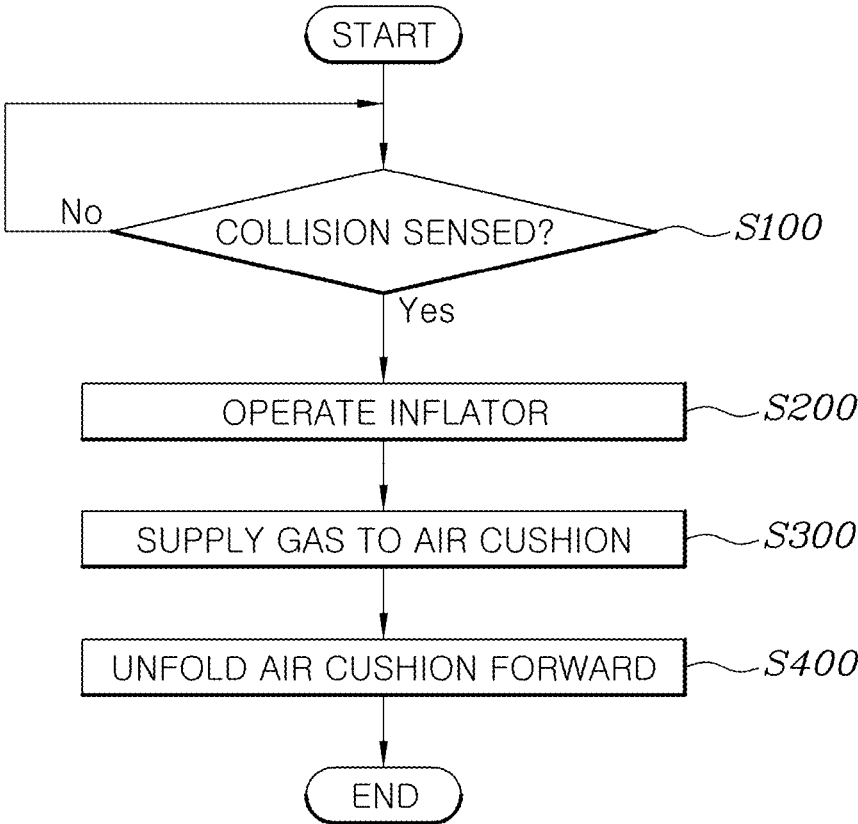 START
No
COLLISION SENSED?
S100
Yes
OPERATE INFLATOR
S200
SUPPLY GAS TO AIR CUSHION
S300
UNFOLD AIR CUSHION FORWARD
S400
END